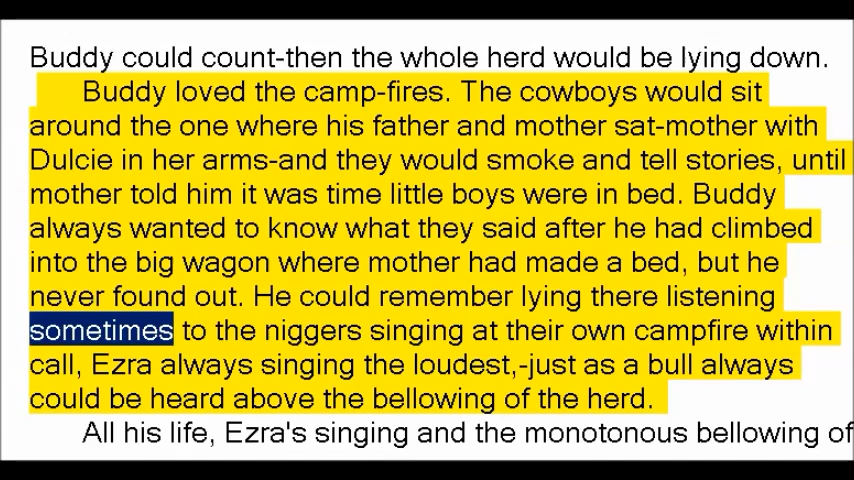 Buddy could count-then the whole herd would be lying down.
Buddy loved the camp-fires. The cowboys would sit
around the one where his father and mother sat-mother with
Dulcie in her arms-and they would smoke and tell stories, until
mother told him it was time little boys were in bed. Buddy
always wanted to know what they said after he had climbed
into the big wagon where mother had made a bed, but he
never found out. He could remember lying there listening
sometimes to the niggers singing at their own campfire within
call, Ezra always singing the loudest,-just as a bull always
could be heard above the bellowing of the herd.
All his life, Ezra's singing and the monotonous bellowing of